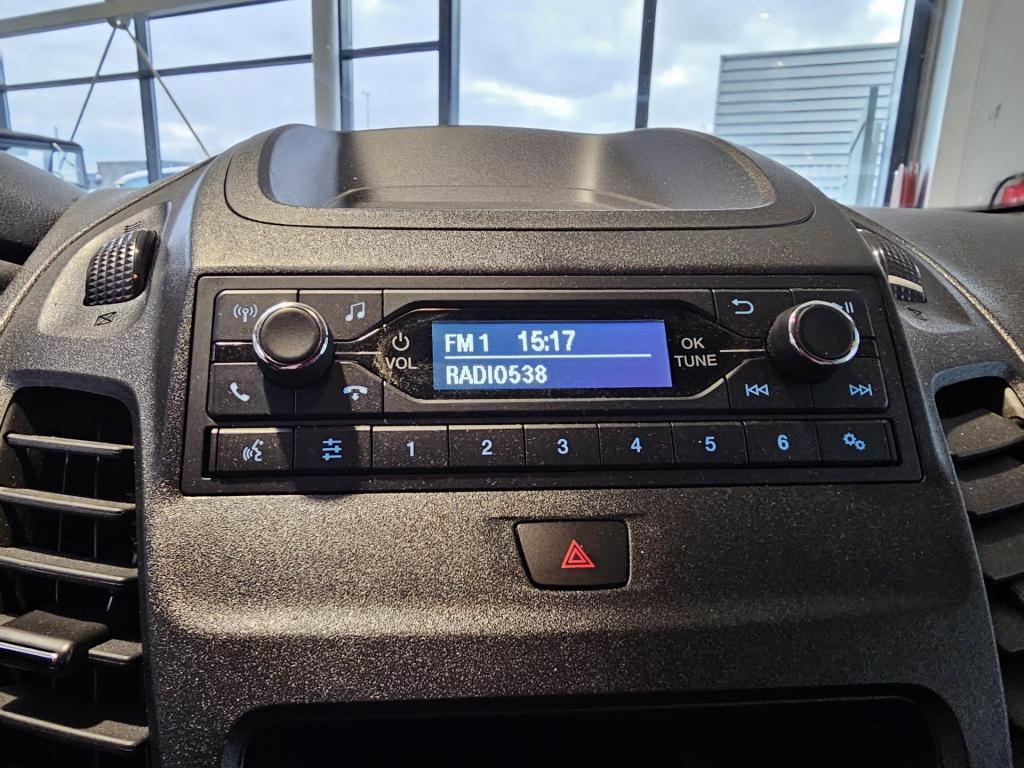 FM 1 15:17
RADIO538
VOL
OK
TUNE
1 2 3 4 5 6